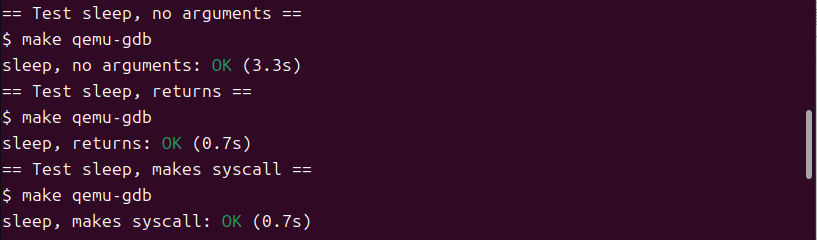 == Test sleep, no arguments ==
$ make qemu-gdb
sleep, no arguments: OK (3.3s)
== Test sleep, returns ==
$ make qemu-gdb
sleep, returns: OK (0.7s)
== Test sleep, makes syscall ==
$ make qemu-gdb
sleep, makes syscall: OK (0.7s)